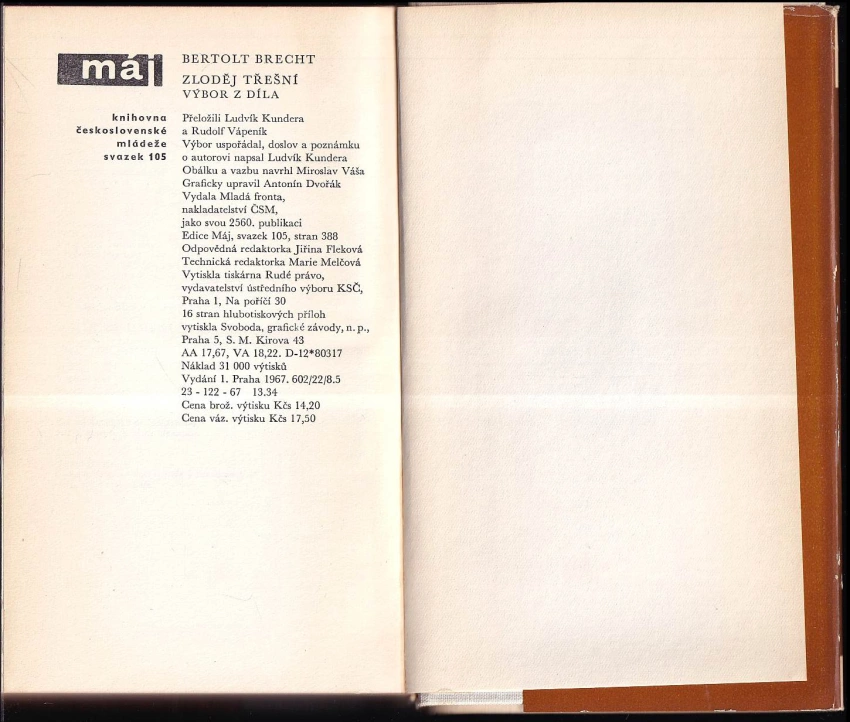 máj
knihovna
československé
mládeže
svazek 105
BERTOLT BRECHT
ZLODĚJ TŘEŠNÍ
VÝBOR Z DÍLA
Přeložili Ludvík Kundera
a Rudolf Vápeník
Výbor uspořádal, doslov a poznámku
o autorovi napsal Ludvík Kundera
Obálku a vazbu navrhl Miroslav Váša
Graficky upravil Antonín Dvořák
Vydala Mladá fronta,
nakladatelství ČSM,
jako svou 2560. publikaci
Edice Máj, svazek 105, stran 388
Odpovědná redaktorka Jiřina Fleková
Technická redaktorka Marie Melčová
Vytiskla tiskárna Rudé právo,
vydavatelství ústředního výboru KSČ,
Praha 1, Na poříčí 30
16 stran hlubotiskových příloh
vytiskla Svoboda, grafické závody, n. p.,
Praha 5, S. M. Kirova 43
AA 17,67, VA 18,22. D-12*80317
Náklad 31 000 výtisků
Vydání 1. Praha 1967. 602/22/8.5
23 - 122 - 67 13.34
Cena brož. výtisku Kčs 14,20
Cena váz. výtisku Kčs 17,50